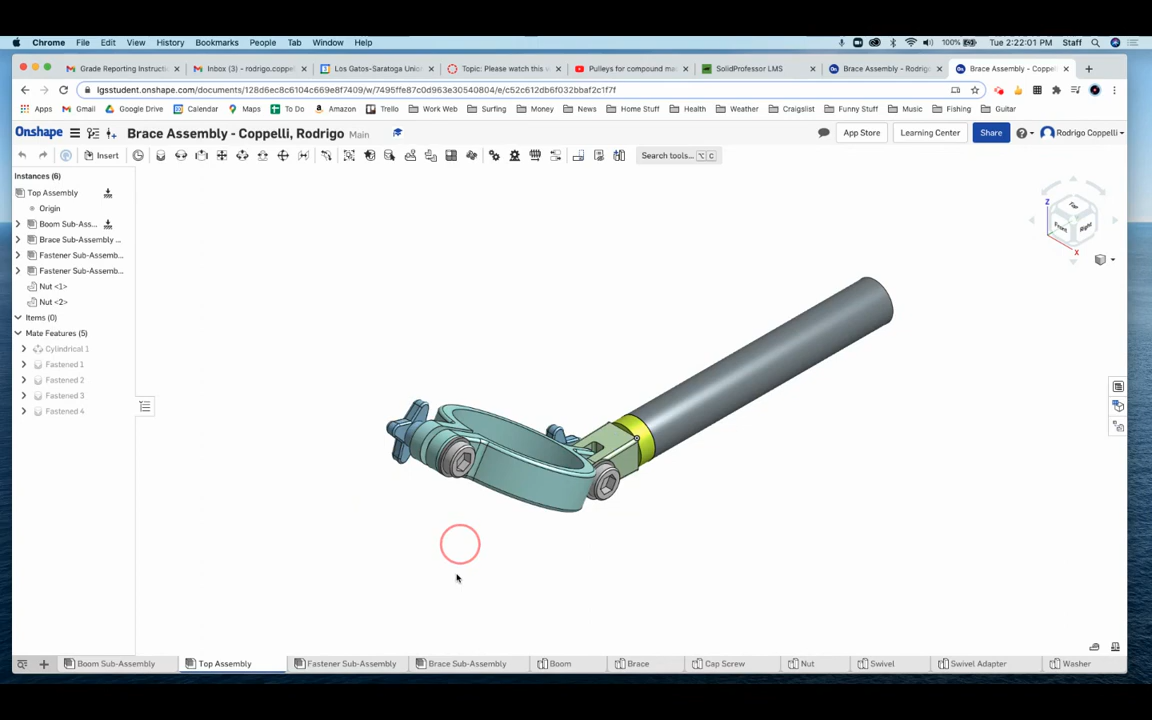 Chrome File Edit View History Bookmarks People Tab Window Help 100% Tue 2:22:01 PM Staff
Grade Reporting Instructi Inbox (3) - rodrigo.coppel Los Gatos-Saratoga Union Topic: Please watch this v Pulleys for compound ma SolidProfessor LMS Brace Assembly - Rodrig Brace Assembly - Coppel
lgsstudent.onshape.com/documents/128d6ec8c6104c669e8f7409/w/7495ffe87c0d963e30540804/e/c52c612db6f032bbaf2c1f7f
Apps Gmail Google Drive Calendar Maps To Do Amazon Trello Work Web Surfing Money Home Stuff Health Weather Craigslist Funny Stuff Music Fishing Guitar
Onshape Brace Assembly - Coppelli, Rodrigo Main App Store Learning Center Share Rodrigo Coppelli
Insert Search tools... ⌥ C
Instances (6)
Top Assembly
Origin
Boom Sub-Ass...
Brace Sub-Assembly ...
Fastener Sub-Assemb...
Fastener Sub-Assemb...
Nut <1>
Nut <2>
Items (0)
Mate Features (5)
Cylindrical 1
Fastened 1
Fastened 2
Fastened 3
Fastened 4
Z
Top
Front Right
X
Boom Sub-Assembly Top Assembly Fastener Sub-Assembly Brace Sub-Assembly Boom Brace Cap Screw Nut Swivel Swivel Adapter Washer